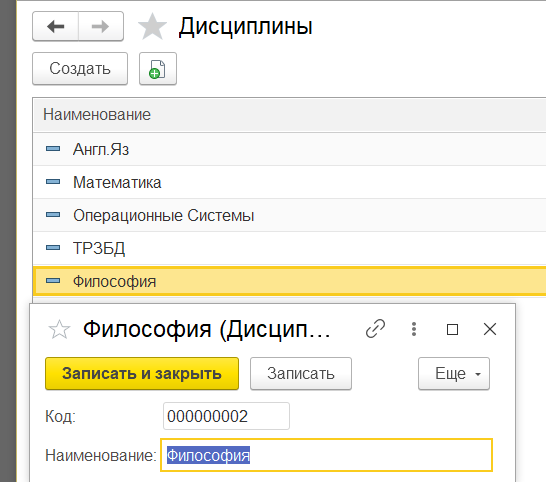 Дисциплины
Создать
Наименование
Англ.Яз
Математика
Операционные Системы
ТРЗБД
Философия
Философия (Дисцип...
Записать и закрыть Записать Еще
Код: 000000002
Наименование: Философия